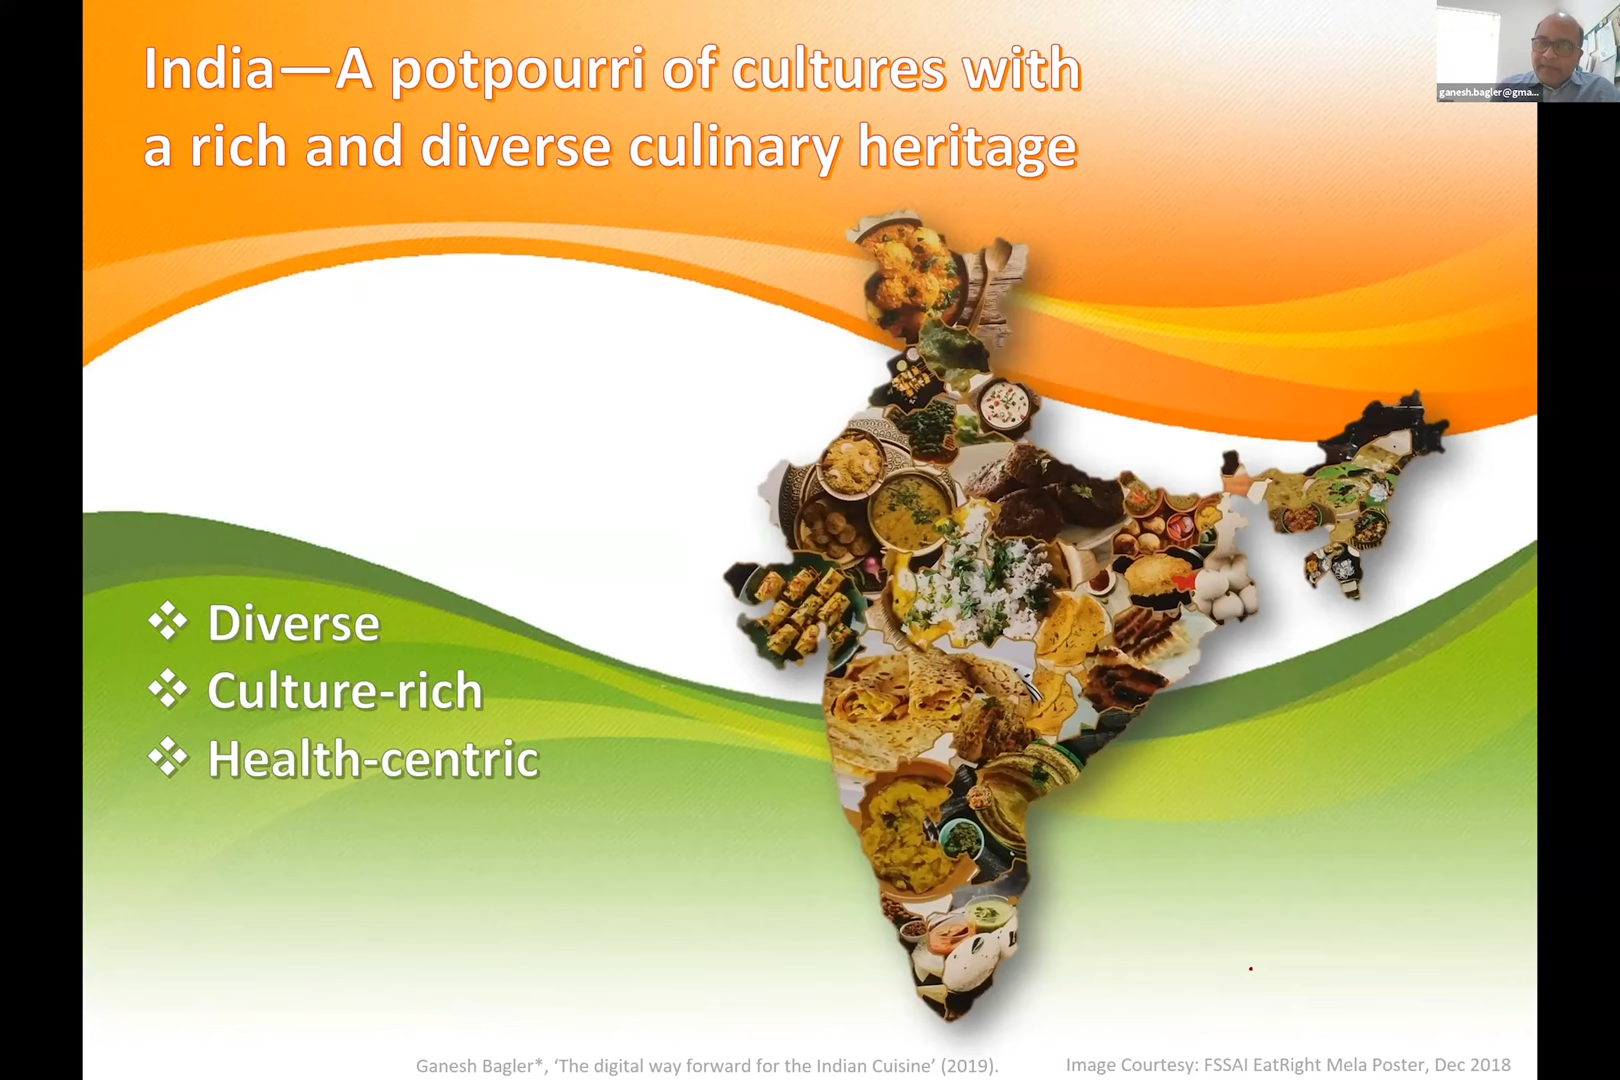 India—A potpourri of cultures with
a rich and diverse culinary heritage
ganesh.bagler@gma...
❖ Diverse
❖ Culture-rich
❖ Health-centric
Ganesh Bagler*, ‘The digital way forward for the Indian Cuisine’ (2019).
Image Courtesy: FSSAI EatRight Mela Poster, Dec 2018